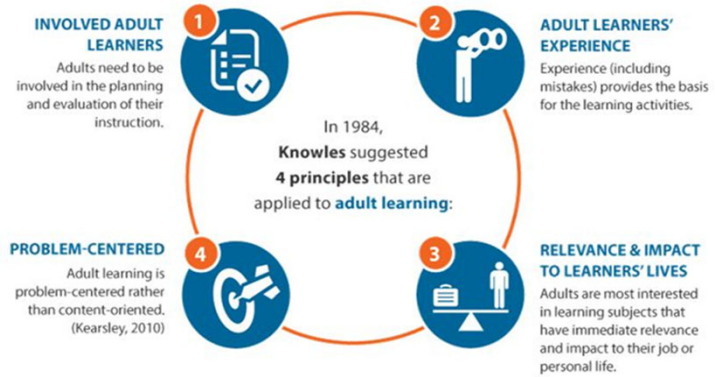 1
INVOLVED ADULT
LEARNERS
Adults need to be
involved in the planning
and evaluation of their
instruction.
2
ADULT LEARNERS'
EXPERIENCE
Experience (including
mistakes) provides the basis
for the learning activities.
In 1984,
Knowles suggested
4 principles that are
applied to adult learning:
3
RELEVANCE & IMPACT
TO LEARNERS' LIVES
Adults are most interested
in learning subjects that
have immediate relevance
and impact to their job or
personal life.
4
PROBLEM-CENTERED
Adult learning is
problem-centered rather
than content-oriented.
(Kearsley, 2010)